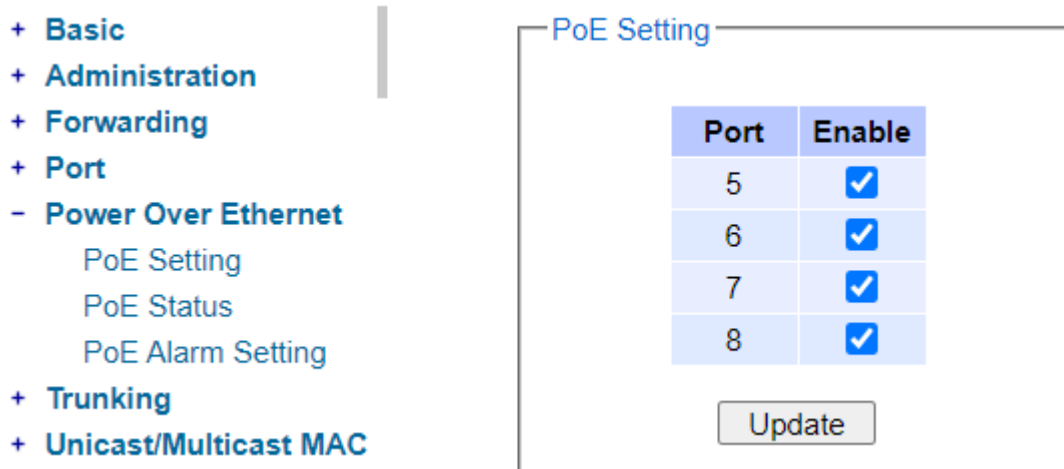 + Basic
+ Administration
+ Forwarding
+ Port
- Power Over Ethernet
PoE Setting
PoE Status
PoE Alarm Setting
+ Trunking
+ Unicast/Multicast MAC
PoE Setting
Port Enable
5
6
7
8
Update